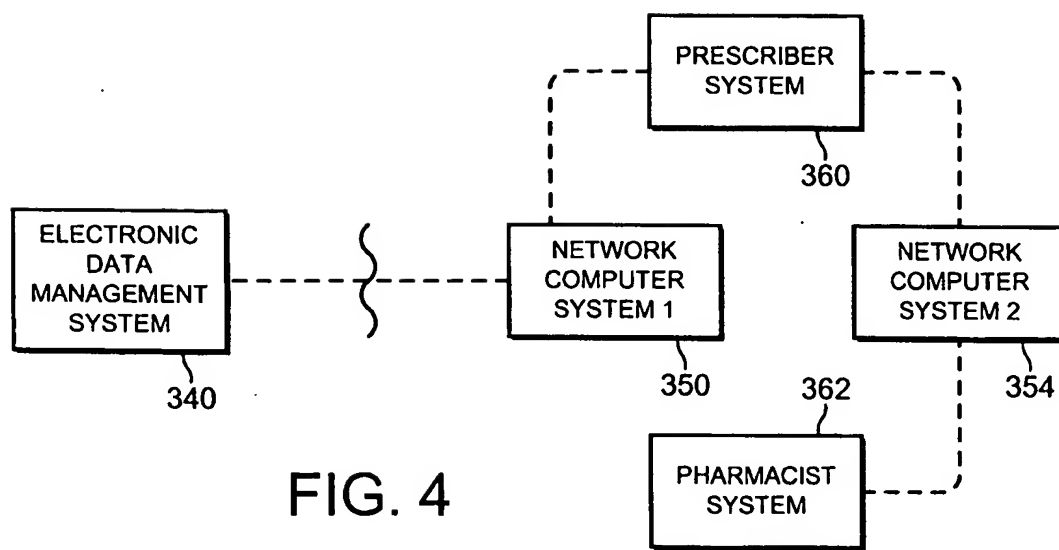 PRESCRIBER
SYSTEM
360
ELECTRONIC
DATA
MANAGEMENT
SYSTEM
340
NETWORK
COMPUTER
SYSTEM 1
350
NETWORK
COMPUTER
SYSTEM 2
354
362
PHARMACIST
SYSTEM
FIG. 4